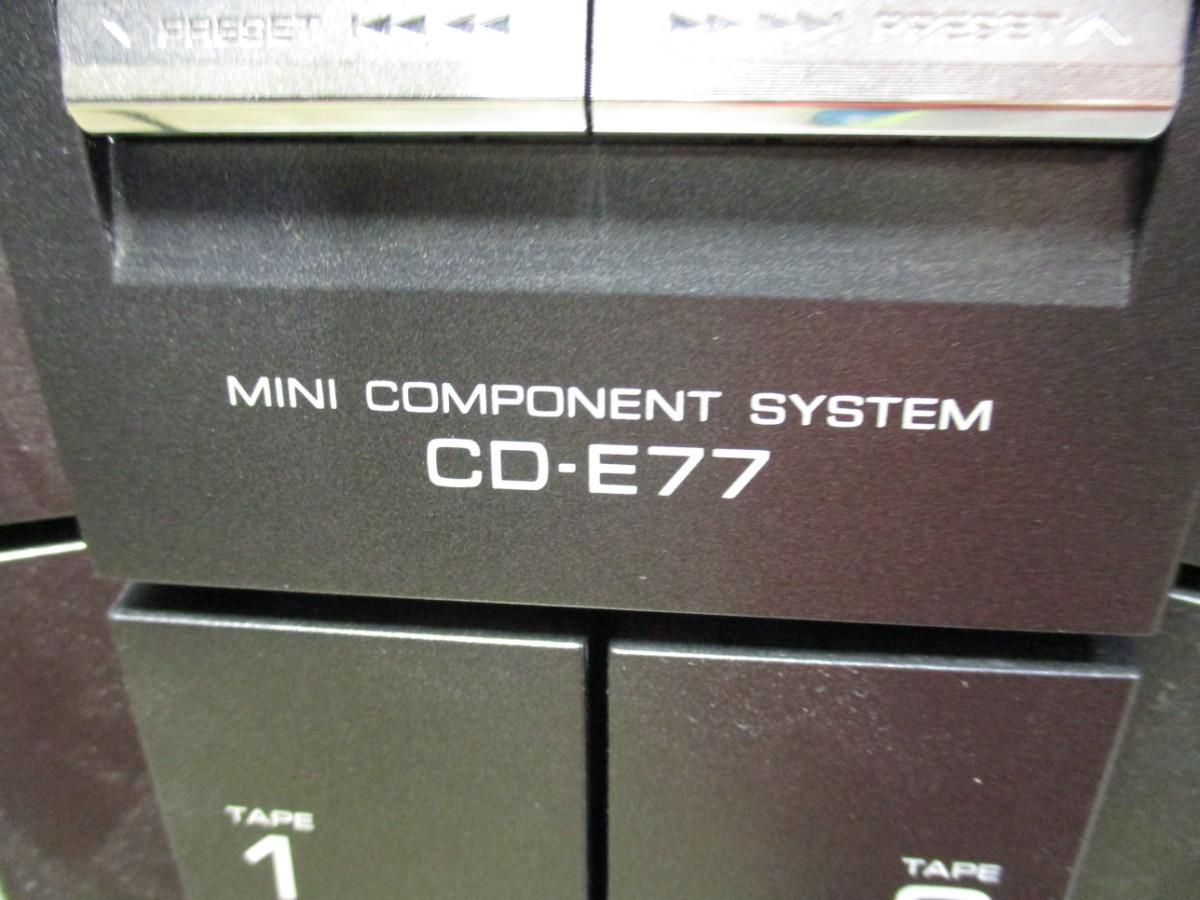 PRESET ⏮ ◀◀ ▶▶ ⏭ PRESET
MINI COMPONENT SYSTEM
CD-E77
TAPE TAPE
1